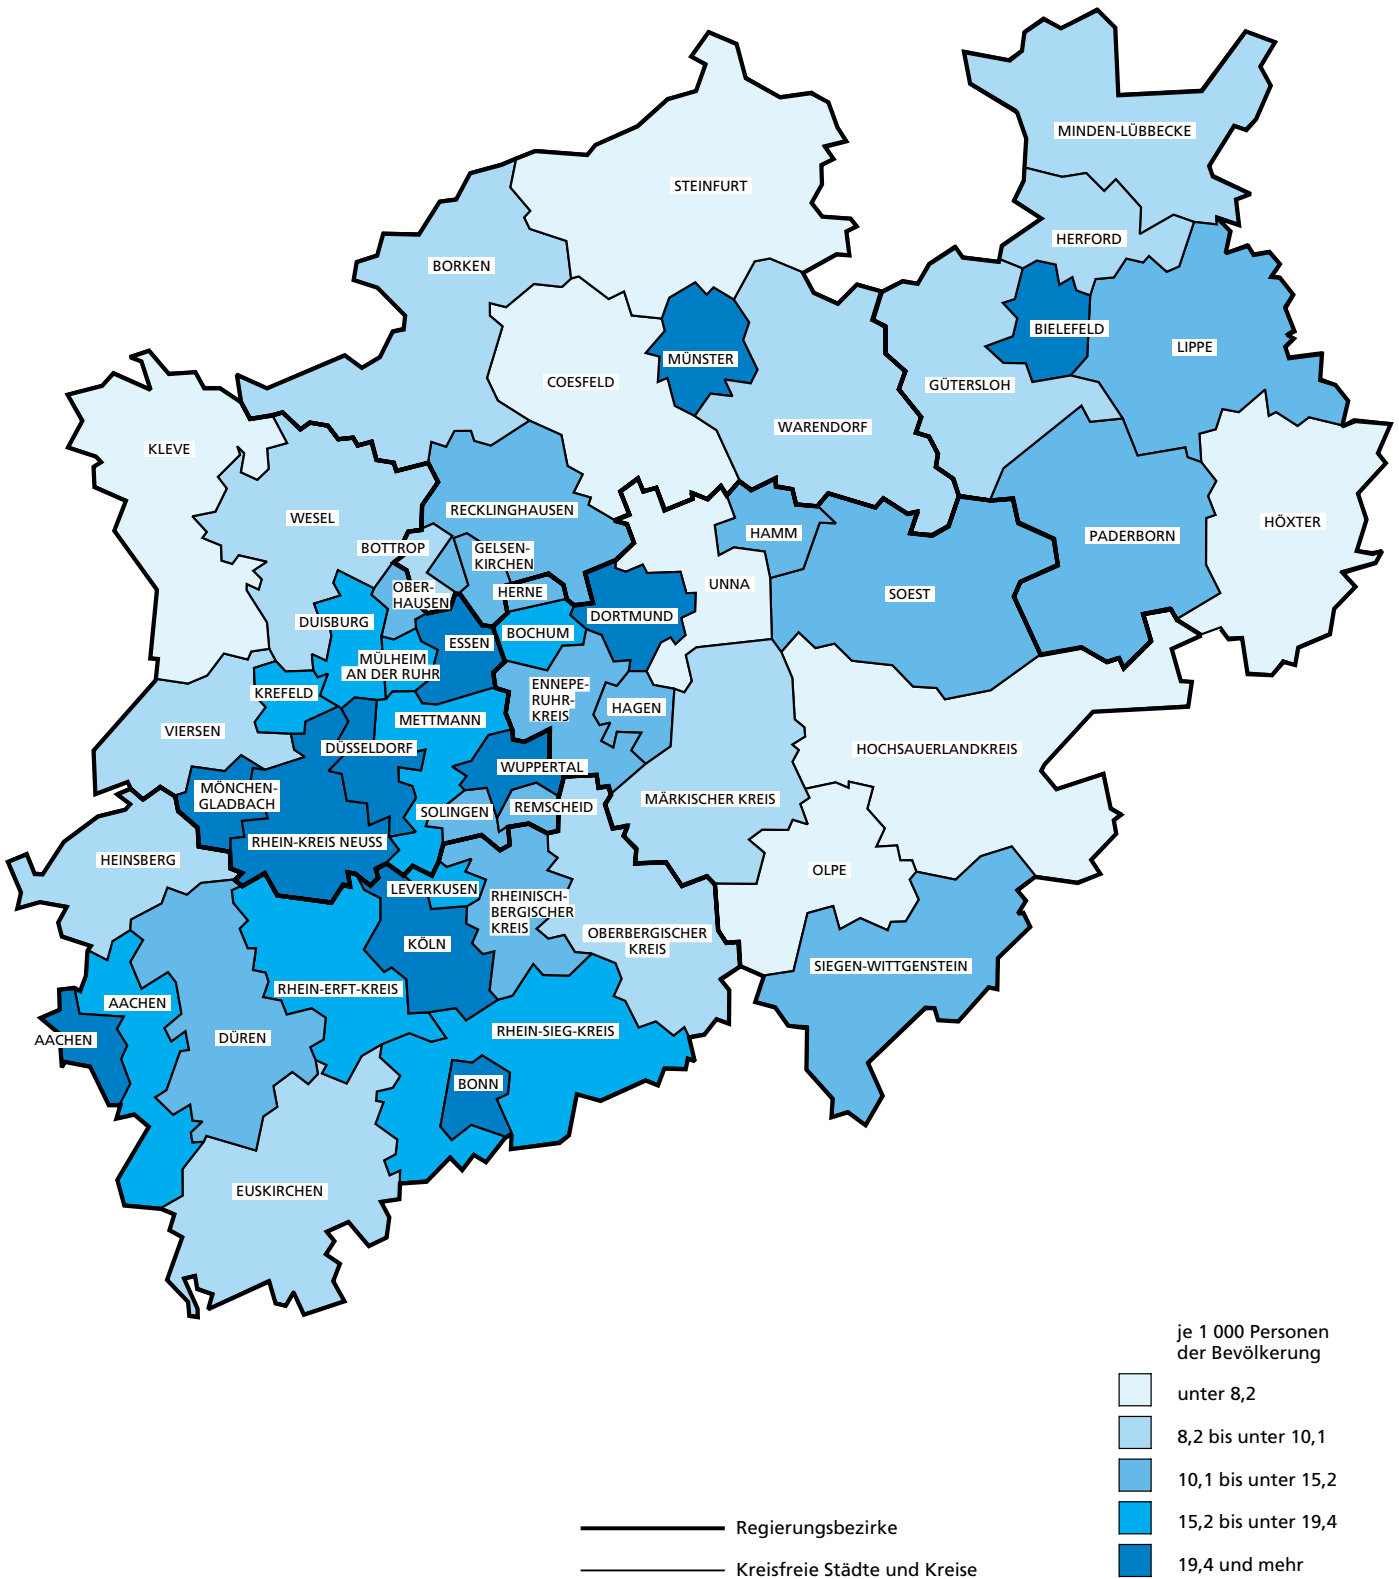 MINDEN-LÜBBECKE
STEINFURT
HERFORD
BORKEN
BIELEFELD
LIPPE
MÜNSTER
COESFELD
GÜTERSLOH
WARENDORF
KLEVE
RECKLINGHAUSEN
WESEL
HÖXTER
HAMM
PADERBORN
BOTTROP
GELSEN-
KIRCHEN
UNNA
OBER-
HAUSEN
HERNE
SOEST
DORTMUND
DUISBURG
BOCHUM
ESSEN
MÜLHEIM
AN DER RUHR
KREFELD
ENNEPE-
RUHR-
KREIS
HAGEN
METTMANN
VIERSEN
DÜSSELDORF
HOCHSAUERLANDKREIS
WUPPERTAL
MÖNCHEN-
GLADBACH
MÄRKISCHER KREIS
REMSCHEID
SOLINGEN
RHEIN-KREIS NEUSS
HEINSBERG
OLPE
LEVERKUSEN
RHEINISCH-
BERGISCHER
KREIS
OBERBERGISCHER
KREIS
KÖLN
SIEGEN-WITTGENSTEIN
RHEIN-ERFT-KREIS
AACHEN
RHEIN-SIEG-KREIS
AACHEN
DÜREN
BONN
EUSKIRCHEN
je 1 000 Personen
der Bevölkerung
unter 8,2
8,2 bis unter 10,1
10,1 bis unter 15,2
15,2 bis unter 19,4
19,4 und mehr
Regierungsbezirke
Kreisfreie Städte und Kreise